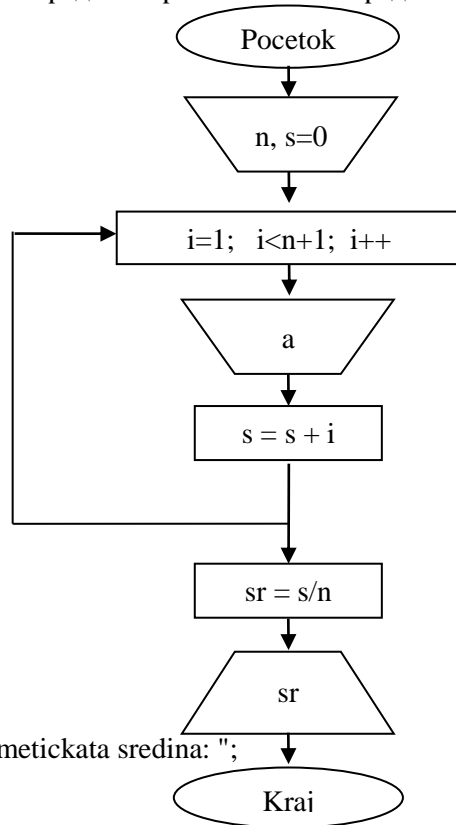 Pocetok
n, s=0
i=1; i<n+1; i++
a
s = s + i
sr = s/n
sr
metickata sredina: ";
Kraj